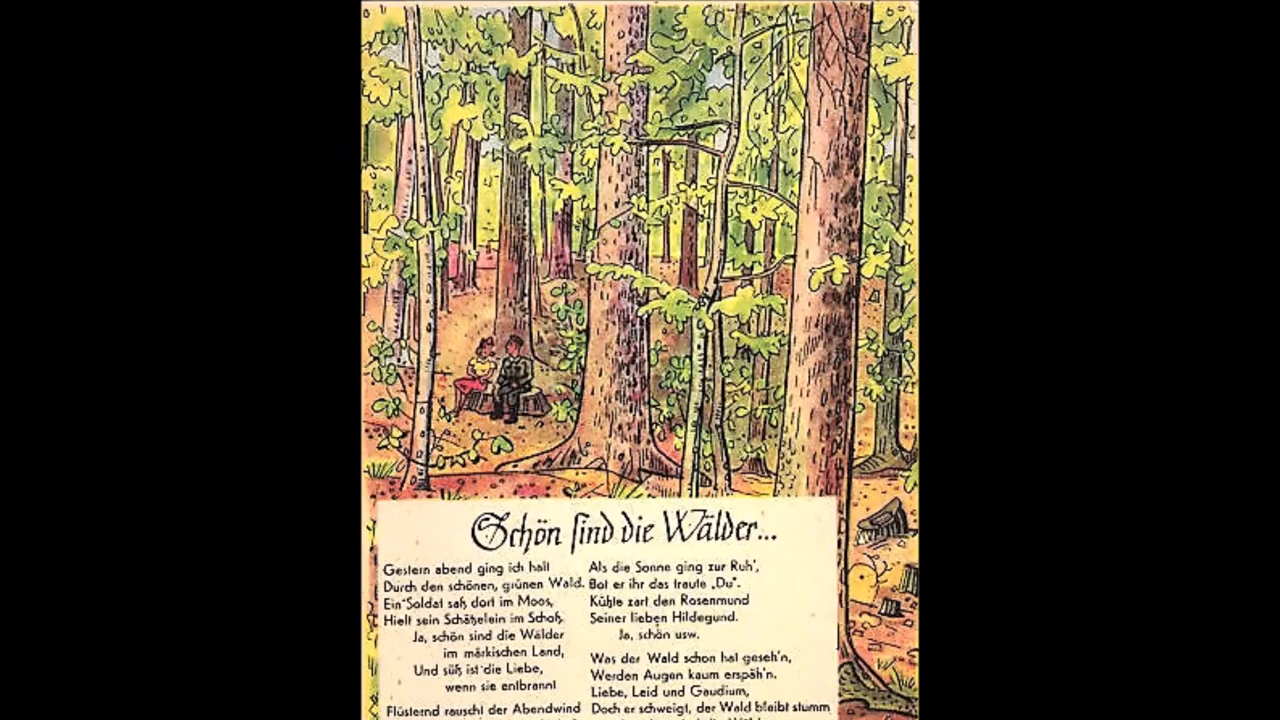 Schön sind die Wälder...
Gestern abend ging ich halt
Durch den schönen, grünen Wald.
Ein Soldat saß dort im Moos,
Hielt sein Schätzelein im Schoß.
Ja, schön sind die Wälder
im märkischen Land,
Und süß ist die Liebe,
wenn sie entbrannt
Flüsternd rauscht der Abendwind
Als die Sonne ging zur Ruh',
Bot er ihr das traute „Du".
Küßte zart den Rosenmund
Seiner lieben Hildegund.
Ja, schön usw.
Was der Wald schon hat geseh'n,
Werden Augen kaum erspäh'n.
Liebe, Leid und Gaudium,
Doch er schweigt, der Wald bleibt stumm